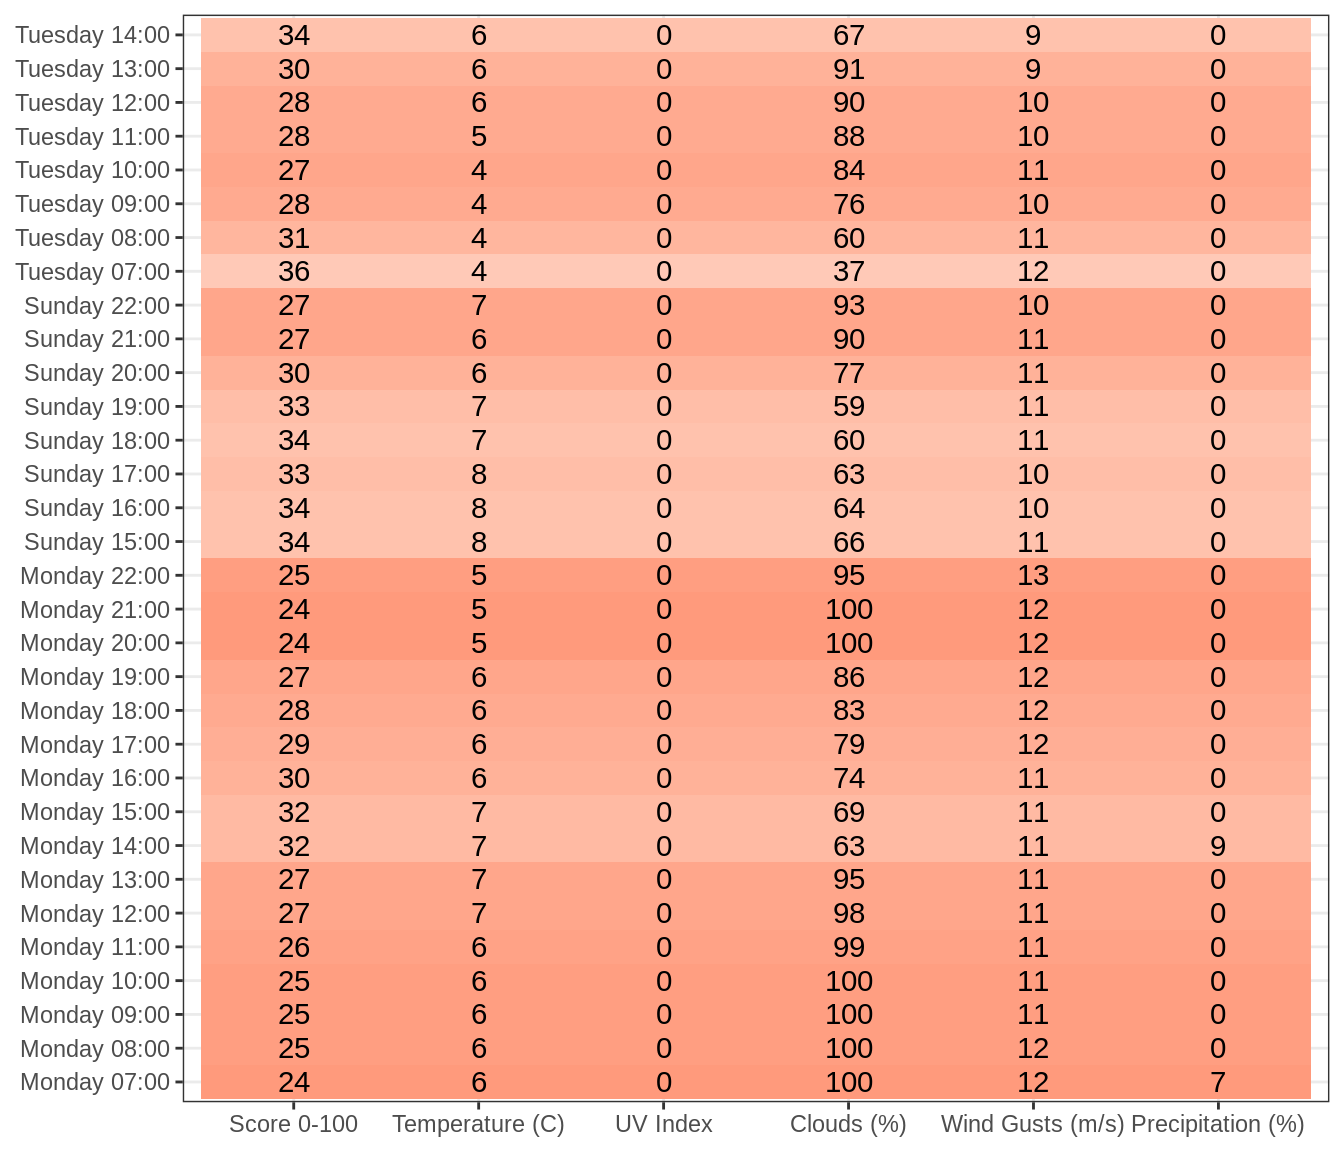 Tuesday 14:00 34 6 0 67 9 0
Tuesday 13:00 30 6 0 91 9 0
Tuesday 12:00 28 6 0 90 10 0
Tuesday 11:00 28 5 0 88 10 0
Tuesday 10:00 27 4 0 84 11 0
Tuesday 09:00 28 4 0 76 10 0
Tuesday 08:00 31 4 0 60 11 0
Tuesday 07:00 36 4 0 37 12 0
Sunday 22:00 27 7 0 93 10 0
Sunday 21:00 27 6 0 90 11 0
Sunday 20:00 30 6 0 77 11 0
Sunday 19:00 33 7 0 59 11 0
Sunday 18:00 34 7 0 60 11 0
Sunday 17:00 33 8 0 63 10 0
Sunday 16:00 34 8 0 64 10 0
Sunday 15:00 34 8 0 66 11 0
Monday 22:00 25 5 0 95 13 0
Monday 21:00 24 5 0 100 12 0
Monday 20:00 24 5 0 100 12 0
Monday 19:00 27 6 0 86 12 0
Monday 18:00 28 6 0 83 12 0
Monday 17:00 29 6 0 79 12 0
Monday 16:00 30 6 0 74 11 0
Monday 15:00 32 7 0 69 11 0
Monday 14:00 32 7 0 63 11 9
Monday 13:00 27 7 0 95 11 0
Monday 12:00 27 7 0 98 11 0
Monday 11:00 26 6 0 99 11 0
Monday 10:00 25 6 0 100 11 0
Monday 09:00 25 6 0 100 11 0
Monday 08:00 25 6 0 100 12 0
Monday 07:00 24 6 0 100 12 7
Score 0-100 Temperature (C) UV Index Clouds (%) Wind Gusts (m/s) Precipitation (%)